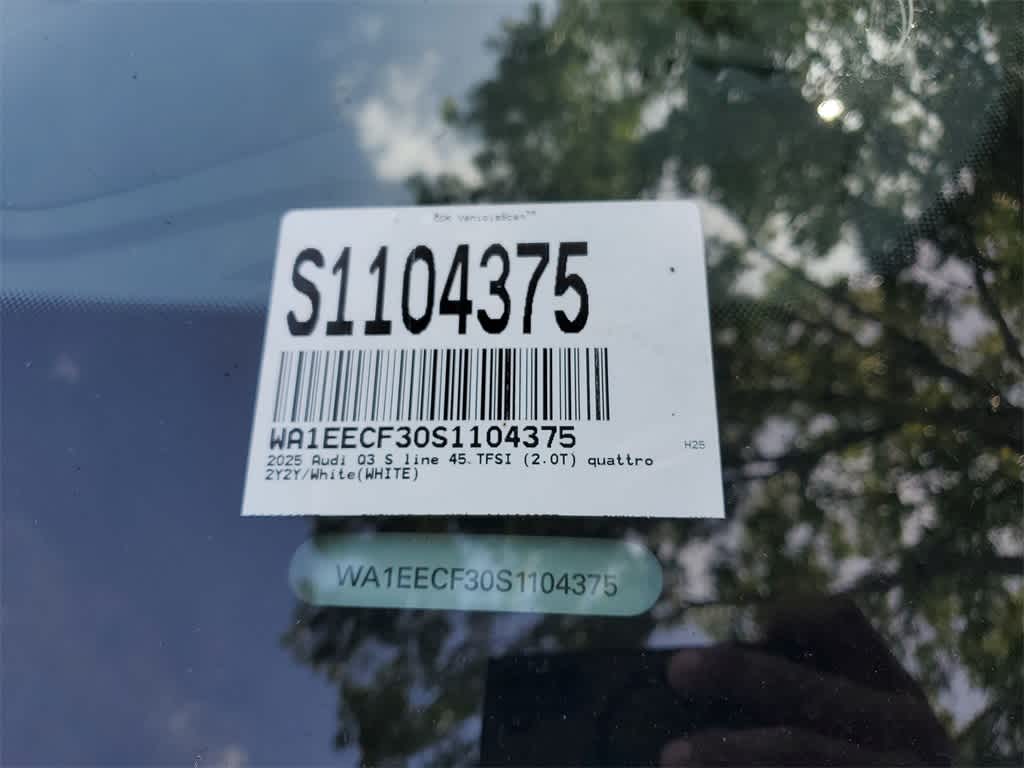 S1104375
WA1EECF30S1104375
H25
2025 Audi Q3 S line 45 TFSI (2.0T) quattro
2Y2Y/White(WHITE)
WA1EECF30S1104375